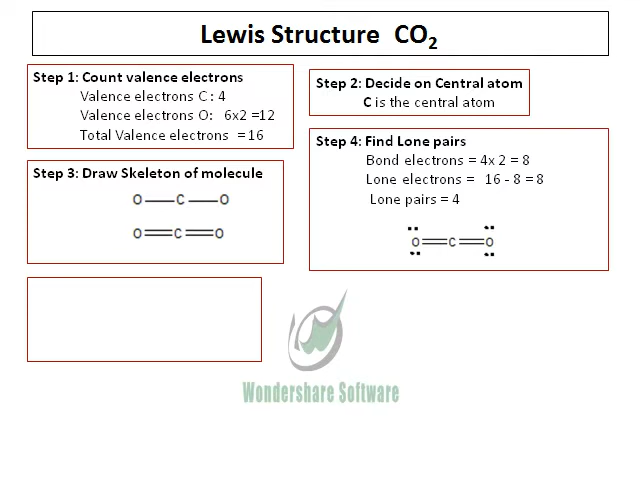 Lewis Structure CO₂
Step 1: Count valence electrons
Valence electrons C : 4
Valence electrons O: 6x2 =12
Total Valence electrons = 16
Step 2: Decide on Central atom
C is the central atom
Step 3: Draw Skeleton of molecule
O — C — O
O = C = O
Step 4: Find Lone pairs
Bond electrons = 4x 2 = 8
Lone electrons = 16 - 8 = 8
Lone pairs = 4
O = C = O
Wondershare Software